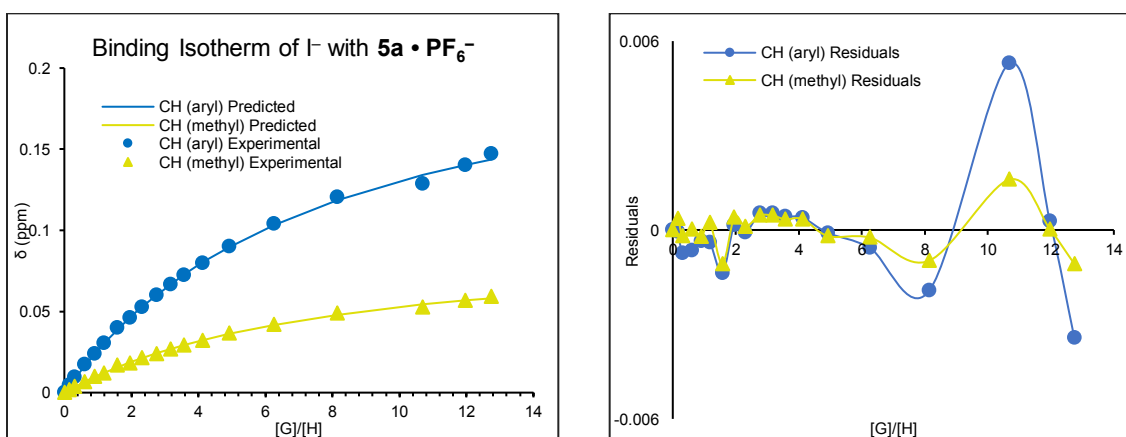 Binding Isotherm of I⁻ with 5a • PF₆⁻
0.2
0.15
0.1
0.05
0
δ (ppm)
CH (aryl) Predicted
CH (methyl) Predicted
CH (aryl) Experimental
CH (methyl) Experimental
0 2 4 6 8 10 12 14
[G]/[H]
0.006
0
-0.006
Residuals
CH (aryl) Residuals
CH (methyl) Residuals
0 2 4 6 8 10 12 14
[G]/[H]